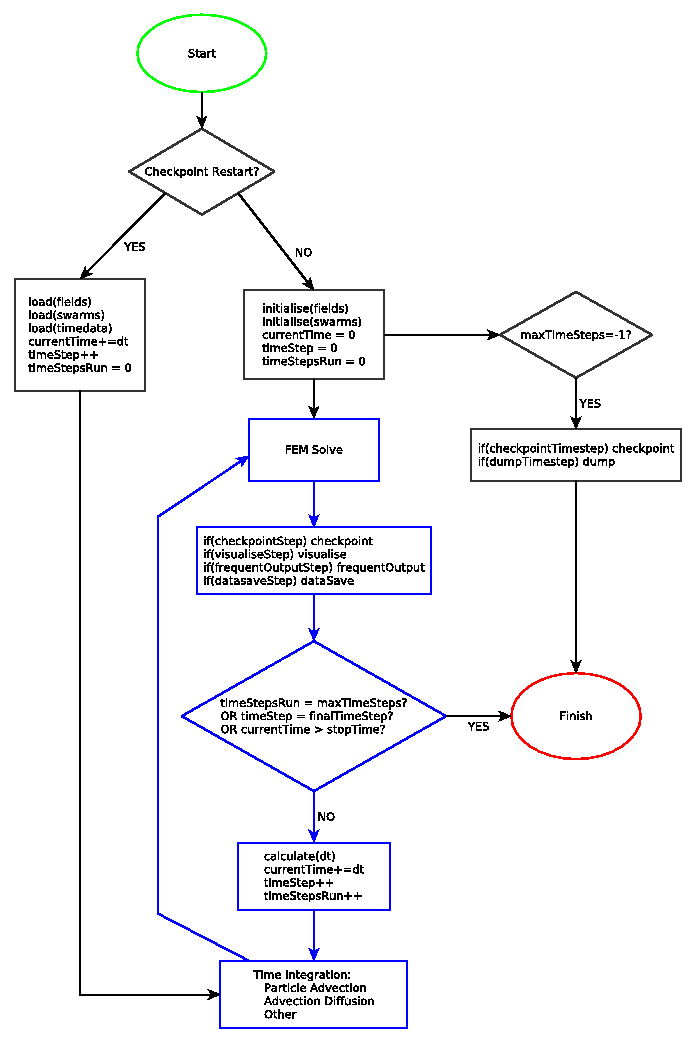 Start
Checkpoint Restart?
YES
NO
load(fields)
load(swarms)
load(timedata)
currentTime+=dt
timeStep++
timeStepsRun = 0
initialise(fields)
initialise(swarms)
currentTime = 0
timeStep = 0
timeStepsRun = 0
maxTimeSteps=-1?
YES
if(checkpointTimestep) checkpoint
if(dumpTimestep) dump
FEM Solve
if(checkpointStep) checkpoint
if(visualiseStep) visualise
if(frequentOutputStep) frequentOutput
if(datasaveStep) dataSave
timeStepsRun = maxTimeSteps?
OR timeStep = finalTimeStep?
OR currentTime > stopTime?
YES
Finish
NO
calculate(dt)
currentTime+=dt
timeStep++
timeStepsRun++
Time Integration:
Particle Advection
Advection Diffusion
Other